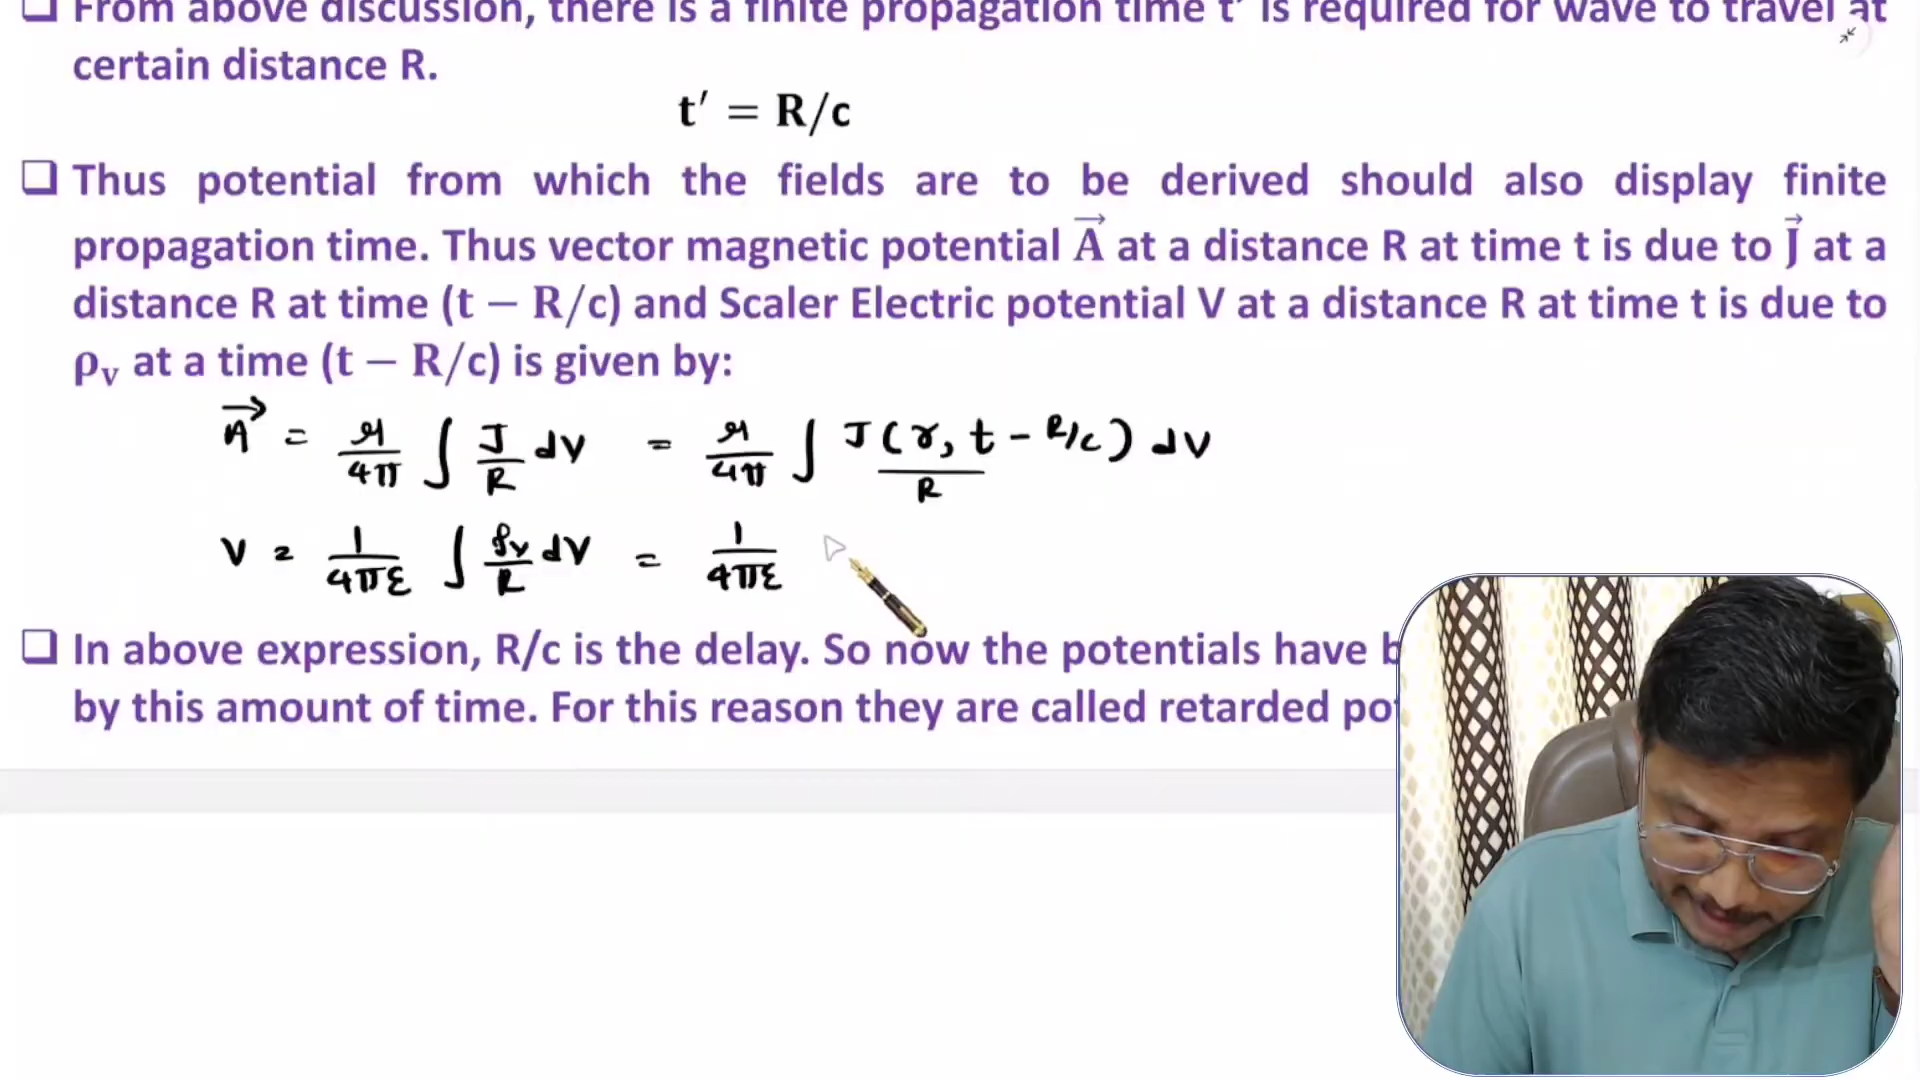 From above discussion, there is a finite propagation time t′ is required for wave to travel at
certain distance R.
t′ = R/c
Thus potential from which the fields are to be derived should also display finite
propagation time. Thus vector magnetic potential A⃗ at a distance R at time t is due to J⃗ at a
distance R at time (t − R/c) and Scaler Electric potential V at a distance R at time t is due to
ρᵥ at a time (t − R/c) is given by:
A⃗ = μ/4π ∫ J/R dV = μ/4π ∫ J(r, t - R/c)/R dV
V = 1/4πε ∫ ρᵥ/R dV = 1/4πε
In above expression, R/c is the delay. So now the potentials have b
by this amount of time. For this reason they are called retarded po